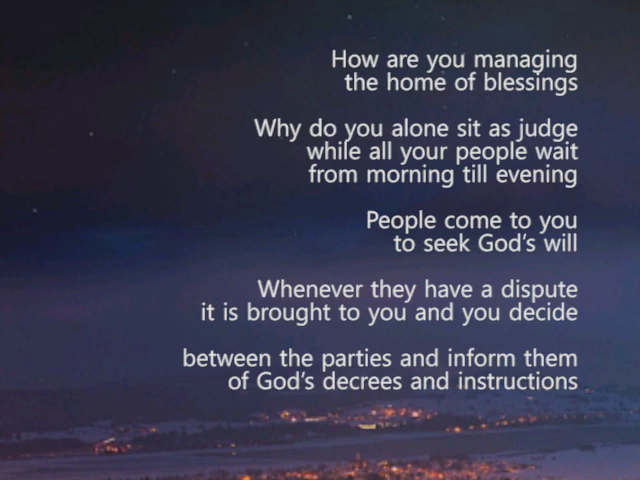 How are you managing
the home of blessings
Why do you alone sit as judge
while all your people wait
from morning till evening
People come to you
to seek God's will
Whenever they have a dispute
it is brought to you and you decide
between the parties and inform them
of God's decrees and instructions